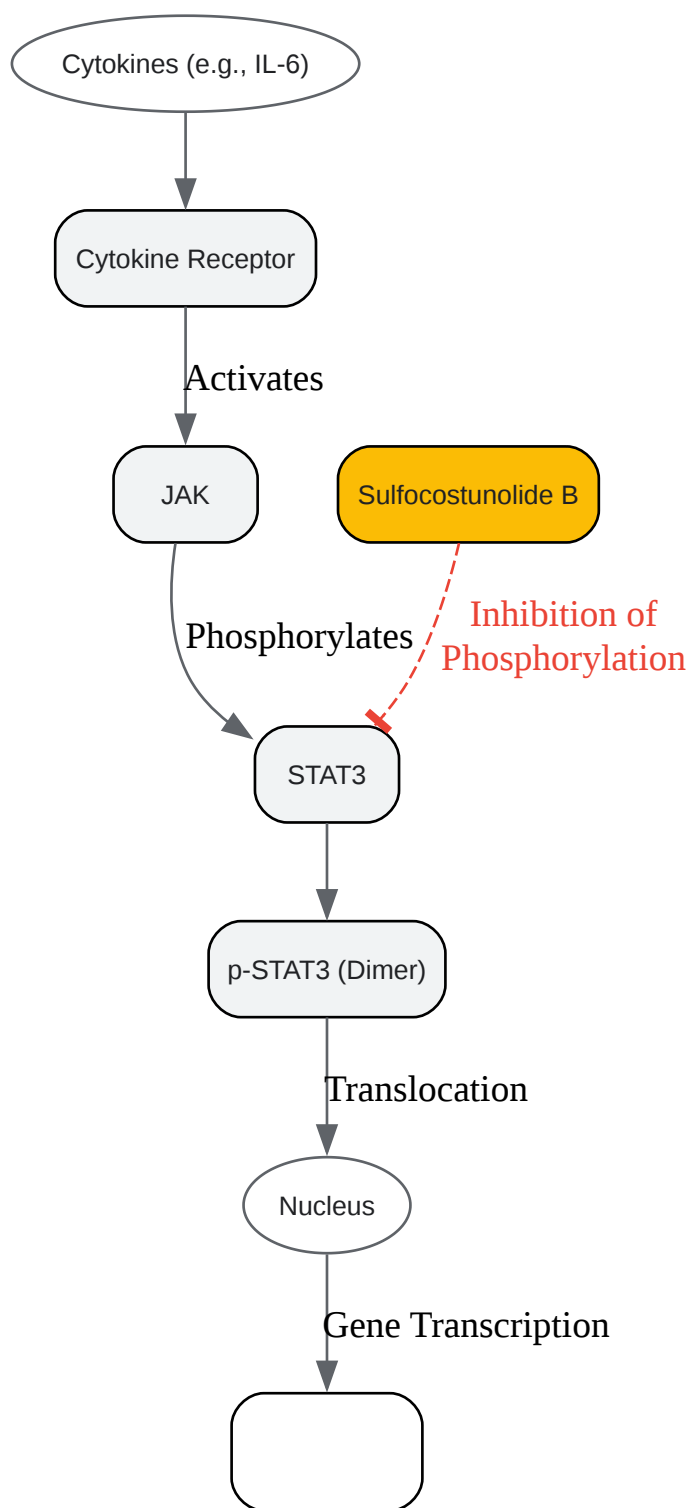 Cytokines (e.g., IL-6)
Cytokine Receptor
Activates
JAK
Sulfocostunolide B
Phosphorylates
Inhibition of
Phosphorylation
STAT3
p-STAT3 (Dimer)
Translocation
Nucleus
Gene Transcription